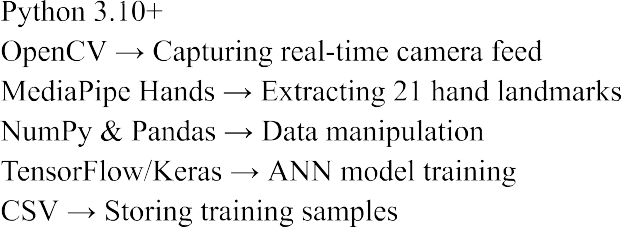 Python 3.10+
OpenCV → Capturing real-time camera feed
MediaPipe Hands → Extracting 21 hand landmarks
NumPy & Pandas → Data manipulation
TensorFlow/Keras → ANN model training
CSV → Storing training samples